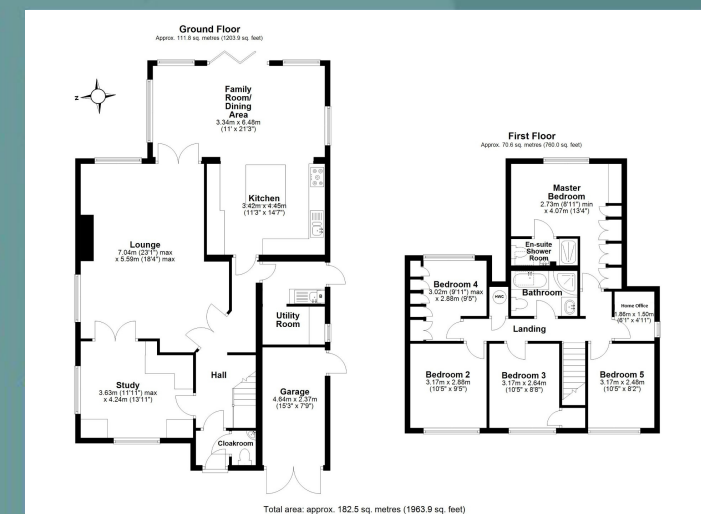 Ground Floor
Approx. 111.8 sq. metres (1203.9 sq. feet)
Z
Family
Room/
Dining
Area
3.34m x 6.48m
(11' x 21'3")
Kitchen
3.42m x 4.45m
(11'3" x 14'7")
Lounge
7.04m (23'1") max
x 5.59m (18'4") max
Utility
Room
Study
3.63m (11'11") max
x 4.24m (13'11")
Hall
Garage
4.64m x 2.37m
(15'3" x 7'9")
Cloakroom
First Floor
Approx. 70.6 sq. metres (760.0 sq. feet)
Master
Bedroom
2.73m (8'11") min
x 4.07m (13'4")
En-suite
Shower
Room
Bedroom 4
3.02m (9'11") max
x 2.88m (9'5")
HWC
Bathroom
Home Office
1.86m x 1.50m
(6'1" x 4'11")
Landing
Bedroom 2
3.17m x 2.88m
(10'5" x 9'5")
Bedroom 3
3.17m x 2.64m
(10'5" x 8'8")
Bedroom 5
3.17m x 2.48m
(10'5" x 8'2")
Total area: approx. 182.5 sq. metres (1963.9 sq. feet)